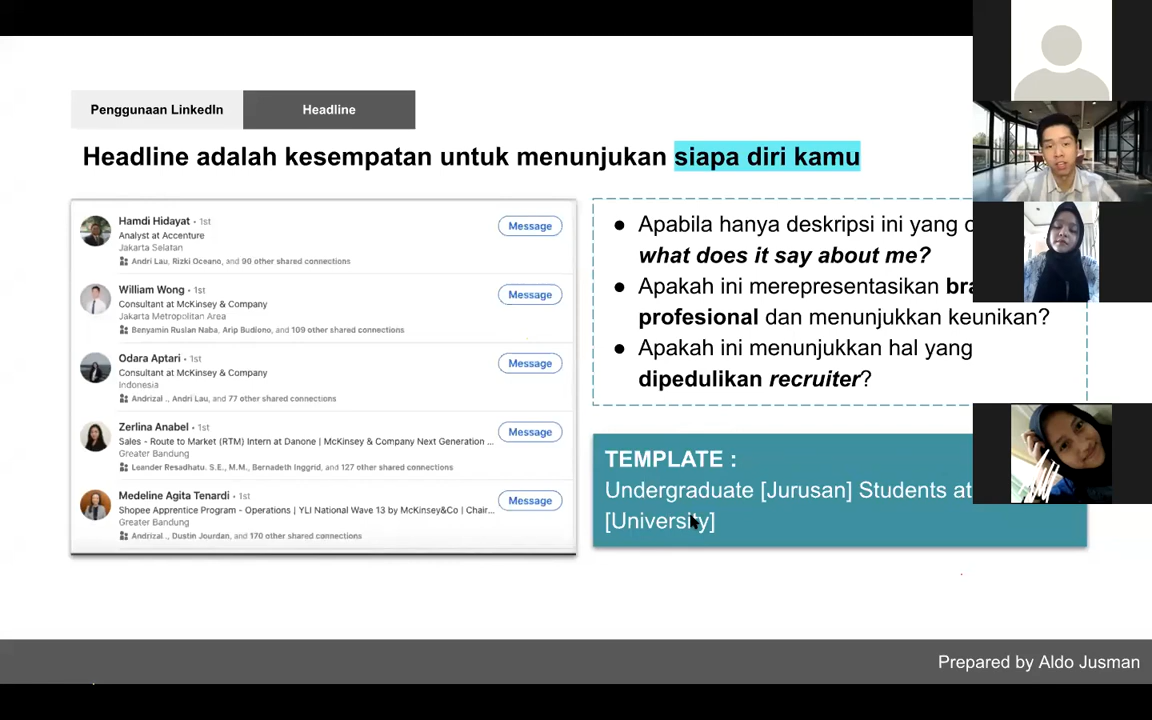 Penggunaan LinkedIn
Headline
Headline adalah kesempatan untuk menunjukan siapa diri kamu
Hamdi Hidayat • 1st
Analyst at Accenture
Jakarta Selatan
Andri Lau, Rizki Oceano, and 90 other shared connections
Message
William Wong • 1st
Consultant at McKinsey & Company
Jakarta Metropolitan Area
Benyamin Ruslan Naba, Arip Budiono, and 109 other shared connections
Message
Odara Aptari • 1st
Consultant at McKinsey & Company
Indonesia
Andrizal ., Andri Lau, and 77 other shared connections
Message
Zerlina Anabel • 1st
Sales - Route to Market (RTM) Intern at Danone | McKinsey & Company Next Generation ...
Greater Bandung
Leander Resadhatu. S.E., M.M., Bernadeth Inggrid, and 127 other shared connections
Message
Medeline Agita Tenardi • 1st
Shopee Apprentice Program - Operations | YLI National Wave 13 by McKinsey&Co | Chair...
Greater Bandung
Andrizal ., Dustin Jourdan, and 170 other shared connections
Message
● Apabila hanya deskripsi ini yang
what does it say about me?
● Apakah ini merepresentasikan
profesional dan menunjukkan keunikan?
● Apakah ini menunjukkan hal yang
dipedulikan recruiter?
TEMPLATE :
Undergraduate [Jurusan] Students at
[University]
Prepared by Aldo Jusman